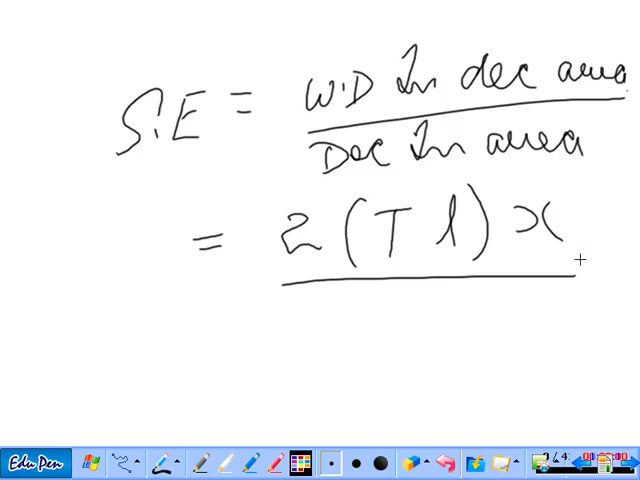 S.E = W.D In dec area
Dec In area
= 2 (T l) x
Edu Pen